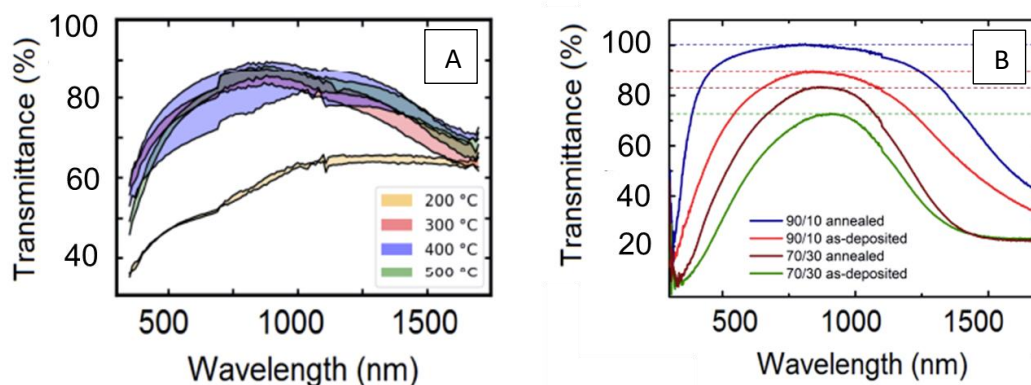 A
Transmittance (%)
100
80
60
40
500
1000
1500
Wavelength (nm)
200 °C
300 °C
400 °C
500 °C
B
Transmittance (%)
100
80
60
40
20
500
1000
1500
Wavelength (nm)
90/10 annealed
90/10 as-deposited
70/30 annealed
70/30 as-deposited